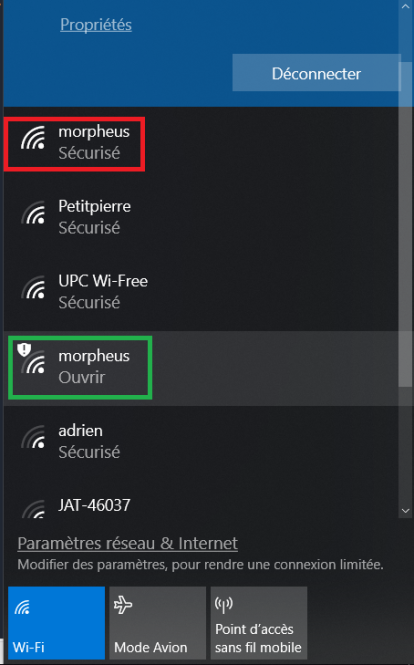 Propriétés
Déconnecter
morpheus
Sécurisé
Petitpierre
Sécurisé
UPC Wi-Free
Sécurisé
morpheus
Ouvrir
adrien
Sécurisé
JAT-46037
Paramètres réseau & Internet
Modifier des paramètres, pour rendre une connexion limitée.
Wi-Fi
Mode Avion
Point d'accès
sans fil mobile